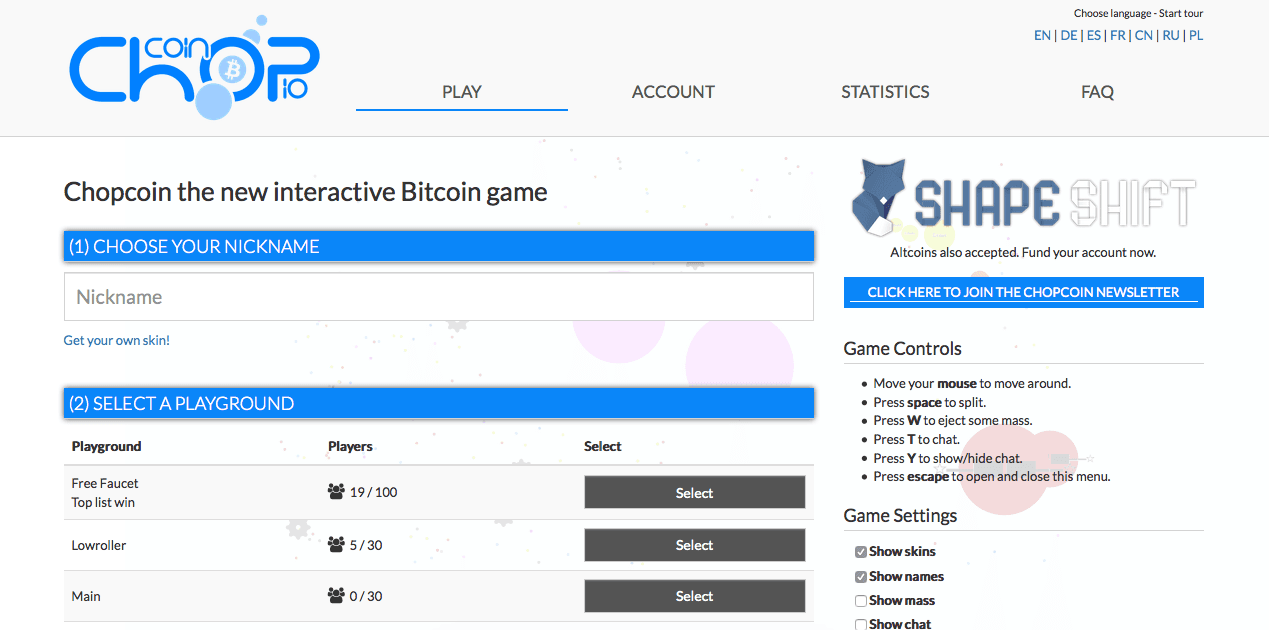 Choose language - Start tour
EN | DE | ES | FR | CN | RU | PL
coin
CHOP
IO
PLAY
ACCOUNT
STATISTICS
FAQ
Chopcoin the new interactive Bitcoin game
(1) CHOOSE YOUR NICKNAME
Nickname
Get your own skin!
(2) SELECT A PLAYGROUND
Playground Players Select
Free Faucet
Top list win
19 / 100
Select
Lowroller
5 / 30
Select
Main
0 / 30
Select
SHAPESHIFT
Altcoins also accepted. Fund your account now.
CLICK HERE TO JOIN THE CHOPCOIN NEWSLETTER
Game Controls
Move your mouse to move around.
Press space to split.
Press W to eject some mass.
Press T to chat.
Press Y to show/hide chat.
Press escape to open and close this menu.
Game Settings
Show skins
Show names
Show mass
Show chat